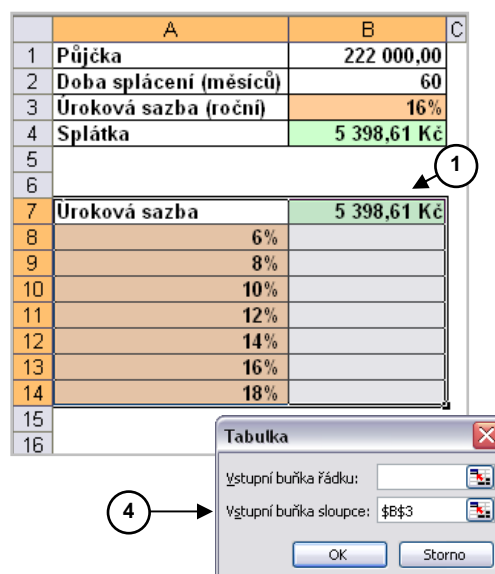 A B C
1 Půjčka 222 000,00
2 Doba splácení (měsíců) 60
3 Úroková sazba (roční) 16%
4 Splátka 5 398,61 Kč
5
1
6
7 Úroková sazba 5 398,61 Kč
8 6%
9 8%
10 10%
11 12%
12 14%
13 16%
14 18%
15
16
Tabulka
Vstupní buňka řádku:
4
Vstupní buňka sloupce: $B$3
OK Storno